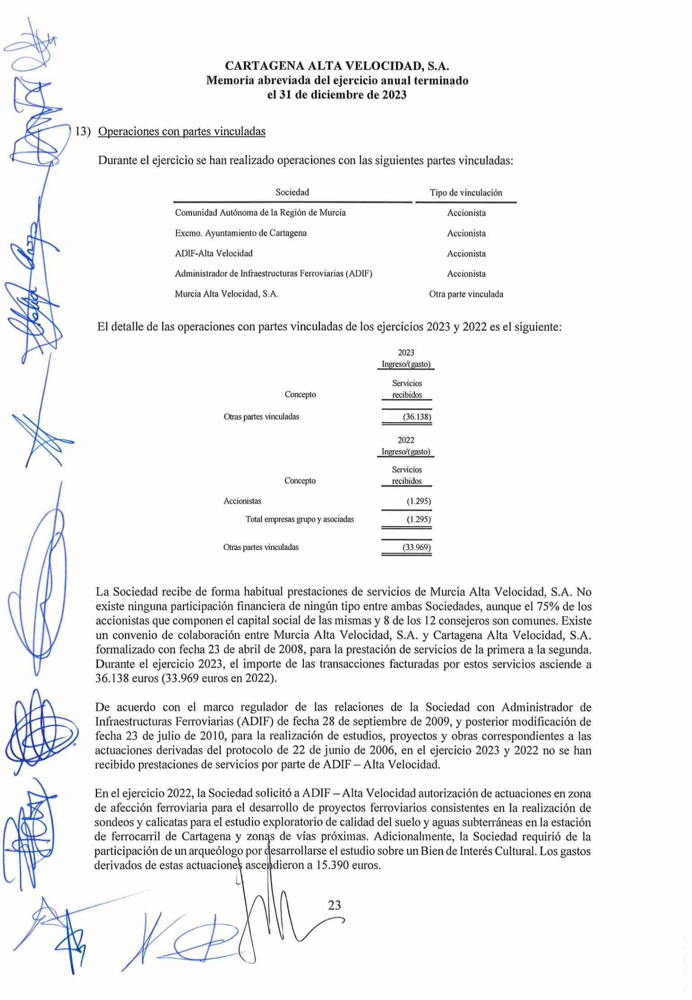 CARTAGENA ALTA VELOCIDAD, S.A.
Memoria abreviada del ejercicio anual terminado
el 31 de diciembre de 2023
13) Operaciones con partes vinculadas
Durante el ejercicio se han realizado operaciones con las siguientes partes vinculadas:
Sociedad Tipo de vinculación
Comunidad Autónoma de la Región de Murcia Accionista
Excmo. Ayuntamiento de Cartagena Accionista
ADIF-Alta Velocidad Accionista
Administrador de Infraestructuras Ferroviarias (ADIF) Accionista
Murcia Alta Velocidad, S.A. Otra parte vinculada
El detalle de las operaciones con partes vinculadas de los ejercicios 2023 y 2022 es el siguiente:
2023
Ingreso/(gasto)
Servicios
Concepto recibidos
Otras partes vinculadas (36.138)
2022
Ingreso/(gasto)
Servicios
Concepto recibidos
Accionistas (1.295)
Total empresas grupo y asociadas (1.295)
Otras partes vinculadas (33.969)
La Sociedad recibe de forma habitual prestaciones de servicios de Murcia Alta Velocidad, S.A. No
existe ninguna participación financiera de ningún tipo entre ambas Sociedades, aunque el 75% de los
accionistas que componen el capital social de las mismas y 8 de los 12 consejeros son comunes. Existe
un convenio de colaboración entre Murcia Alta Velocidad, S.A. y Cartagena Alta Velocidad, S.A.
formalizado con fecha 23 de abril de 2008, para la prestación de servicios de la primera a la segunda.
Durante el ejercicio 2023, el importe de las transacciones facturadas por estos servicios asciende a
36.138 euros (33.969 euros en 2022).
De acuerdo con el marco regulador de las relaciones de la Sociedad con Administrador de
Infraestructuras Ferroviarias (ADIF) de fecha 28 de septiembre de 2009, y posterior modificación de
fecha 23 de julio de 2010, para la realización de estudios, proyectos y obras correspondientes a las
actuaciones derivadas del protocolo de 22 de junio de 2006, en el ejercicio 2023 y 2022 no se han
recibido prestaciones de servicios por parte de ADIF – Alta Velocidad.
En el ejercicio 2022, la Sociedad solicitó a ADIF – Alta Velocidad autorización de actuaciones en zona
de afección ferroviaria para el desarrollo de proyectos ferroviarios consistentes en la realización de
sondeos y calicatas para el estudio exploratorio de calidad del suelo y aguas subterráneas en la estación
de ferrocarril de Cartagena y zonas de vías próximas. Adicionalmente, la Sociedad requirió de la
participación de un arqueólogo por desarrollarse el estudio sobre un Bien de Interés Cultural. Los gastos
derivados de estas actuaciones ascendieron a 15.390 euros.
23